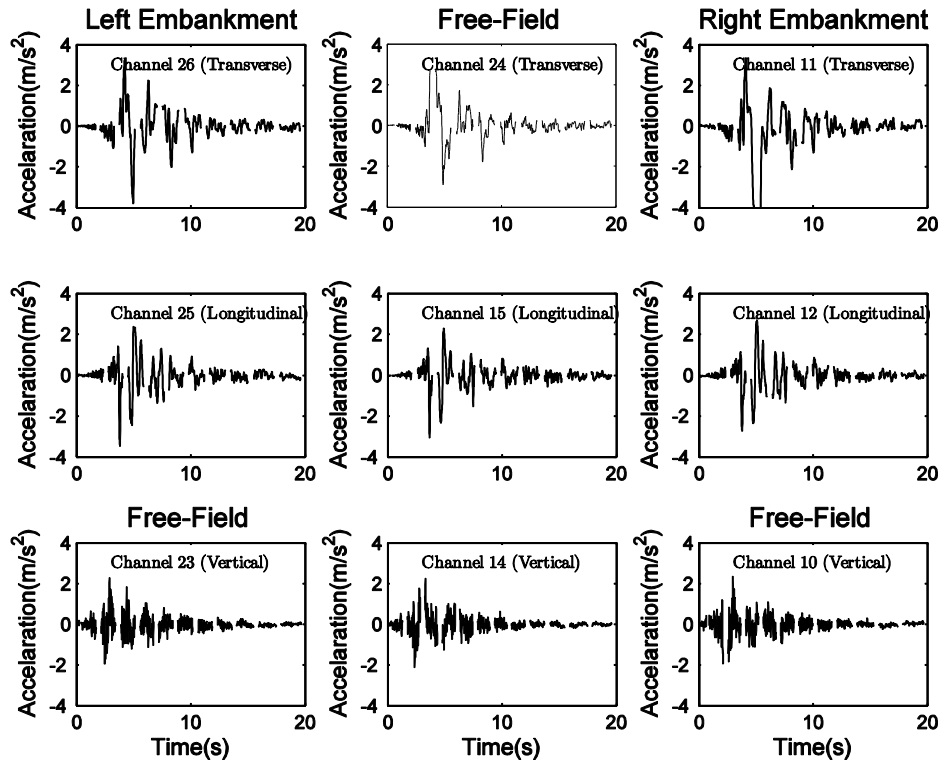 Left Embankment
Free-Field
Right Embankment
Accelaration(m/s²)
4
2
0
-2
-4
Channel 26 (Transverse)
0
10
20
Accelaration(m/s²)
4
2
0
-2
-4
Channel 24 (Transverse)
0
10
20
Accelaration(m/s²)
4
2
0
-2
-4
Channel 11 (Transverse)
0
10
20
Accelaration(m/s²)
4
2
0
-2
-4
Channel 25 (Longitudinal)
0
10
20
Accelaration(m/s²)
4
2
0
-2
-4
Channel 15 (Longitudinal)
0
10
20
Accelaration(m/s²)
4
2
0
-2
-4
Channel 12 (Longitudinal)
0
10
20
Free-Field
Free-Field
Accelaration(m/s²)
4
2
0
-2
-4
Channel 23 (Vertical)
0
10
20
Time(s)
Accelaration(m/s²)
4
2
0
-2
-4
Channel 14 (Vertical)
0
10
20
Time(s)
Accelaration(m/s²)
4
2
0
-2
-4
Channel 10 (Vertical)
0
10
20
Time(s)